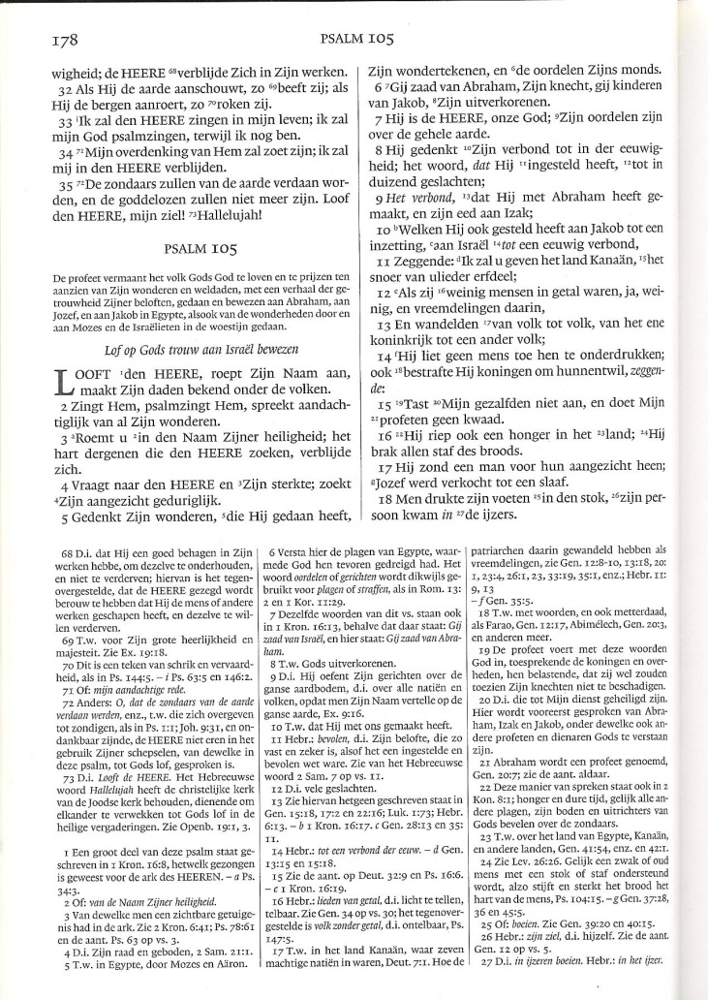 178
PSALM 105
wigheid; de HEERE 68verblijde Zich in Zijn werken.
32 Als Hij de aarde aanschouwt, zo 69beeft zij; als
Hij de bergen aanroert, zo 70roken zij.
33 iIk zal den HEERE zingen in mijn leven; ik zal
mijn God psalmzingen, terwijl ik nog ben.
34 71Mijn overdenking van Hem zal zoet zijn; ik zal
mij in den HEERE verblijden.
35 72De zondaars zullen van de aarde verdaan wor-
den, en de goddelozen zullen niet meer zijn. Loof
den HEERE, mijn ziel! 73Hallelujah!
PSALM 105
De profeet vermaant het volk Gods God te loven en te prijzen ten
aanzien van Zijn wonderen en weldaden, met een verhaal der ge-
trouwheid Zijner beloften, gedaan en bewezen aan Abraham, aan
Jozef, en aan Jakob in Egypte, alsook van de wonderheden door en
aan Mozes en de Israëlieten in de woestijn gedaan.
Lof op Gods trouw aan Israël bewezen
LOOFT 1den HEERE, roept Zijn Naam aan,
maakt Zijn daden bekend onder de volken.
2 Zingt Hem, psalmzingt Hem, spreekt aandach-
tiglijk van al Zijn wonderen.
3 aRoemt u 2in den Naam Zijner heiligheid; het
hart dergenen die den HEERE zoeken, verblijde
zich.
4 Vraagt naar den HEERE en 3Zijn sterkte; zoekt
4Zijn aangezicht geduriglijk.
5 Gedenkt Zijn wonderen, 5die Hij gedaan heeft,
Zijn wondertekenen, en 6de oordelen Zijns monds.
6 7Gij zaad van Abraham, Zijn knecht, gij kinderen
van Jakob, 8Zijn uitverkorenen.
7 Hij is de HEERE, onze God; 9Zijn oordelen zijn
over de gehele aarde.
8 Hij gedenkt 10Zijn verbond tot in der eeuwig-
heid; het woord, dat Hij 11ingesteld heeft, 12tot in
duizend geslachten;
9 Het verbond, 13dat Hij met Abraham heeft ge-
maakt, en zijn eed aan Izak;
10 bWelken Hij ook gesteld heeft aan Jakob tot een
inzetting, caan Israël 14tot een eeuwig verbond,
11 Zeggende: dIk zal u geven het land Kanaän, 15het
snoer van ulieder erfdeel;
12 eAls zij 16weinig mensen in getal waren, ja, wei-
nig, en vreemdelingen daarin,
13 En wandelden 17van volk tot volk, van het ene
koninkrijk tot een ander volk;
14 fHij liet geen mens toe hen te onderdrukken;
ook 18bestrafte Hij koningen om hunnentwil, zeggen-
de:
15 19Tast 20Mijn gezalfden niet aan, en doet Mijn
21profeten geen kwaad.
16 22Hij riep ook een honger in het 23land; 24Hij
brak allen staf des broods.
17 Hij zond een man voor hun aangezicht heen;
gJozef werd verkocht tot een slaaf.
18 Men drukte zijn voeten 25in den stok, 26zijn per-
soon kwam in 27de ijzers.
68 D.i. dat Hij een goed behagen in Zijn
werken hebbe, om dezelve te onderhouden,
en niet te verderven; hiervan is het tegen-
overgestelde, dat de HEERE gezegd wordt
berouw te hebben dat Hij de mens of andere
werken geschapen heeft, en dezelve te wil-
len verderven.
69 T.w. voor Zijn grote heerlijkheid en
majesteit. Zie Ex. 19:18.
70 Dit is een teken van schrik en vervaard-
heid, als in Ps. 144:5. – i Ps. 63:5 en 146:2.
71 Of: mijn aandachtige rede.
72 Anders: O, dat de zondaars van de aarde
verdaan werden, enz., t.w. die zich overgeven
tot zondigen, als in Ps. 1:1; Joh. 9:31, en on-
dankbaar zijnde, de HEERE niet eren in het
gebruik Zijner schepselen, van dewelke in
deze psalm, tot Gods lof, gesproken is.
73 D.i. Looft de HEERE. Het Hebreeuwse
woord Hallelujah heeft de christelijke kerk
van de Joodse kerk behouden, dienende om
elkander te verwekken tot Gods lof in de
heilige vergaderingen. Zie Openb. 19:1, 3.
1 Een groot deel van deze psalm staat ge-
schreven in 1 Kron. 16:8, hetwelk gezongen
is geweest voor de ark des HEEREN. – a Ps.
34:3.
2 Of: van de Naam Zijner heiligheid.
3 Van dewelke men een zichtbare getuige-
nis had in de ark. Zie 2 Kron. 6:41; Ps. 78:61
en de aant. Ps. 63 op vs. 3.
4 D.i. Zijn raad en geboden, 2 Sam. 21:1.
5 T.w. in Egypte, door Mozes en Aäron.
6 Versta hier de plagen van Egypte, waar-
mede God hen tevoren gedreigd had. Het
woord oordelen of gerichten wordt dikwijls ge-
bruikt voor plagen of straffen, als in Rom. 13:
2 en 1 Kor. 11:29.
7 Dezelfde woorden van dit vs. staan ook
in 1 Kron. 16:13, behalve dat daar staat: Gij
zaad van Israël, en hier staat: Gij zaad van Abra-
ham.
8 T.w. Gods uitverkorenen.
9 D.i. Hij oefent Zijn gerichten over de
ganse aardbodem, d.i. over alle natiën en
volken, opdat men Zijn Naam vertelle op de
ganse aarde, Ex. 9:16.
10 T.w. dat Hij met ons gemaakt heeft.
11 Hebr.: bevolen, d.i. Zijn belofte, die zo
vast en zeker is, alsof het een ingestelde en
bevolen wet ware. Zie van het Hebreeuwse
woord 2 Sam. 7 op vs. 11.
12 D.i. vele geslachten.
13 Zie hiervan hetgeen geschreven staat in
Gen. 15:18, 17:2 en 22:16; Luk. 1:73; Hebr.
6:13. – b 1 Kron. 16:17. c Gen. 28:13 en 35:
11.
14 Hebr.: tot een verbond der eeuw. – d Gen.
13:15 en 15:18.
15 Zie de aant. op Deut. 32:9 en Ps. 16:6.
– e 1 Kron. 16:19.
16 Hebr.: lieden van getal, d.i. licht te tellen,
telbaar. Zie Gen. 34 op vs. 30; het tegenover-
gestelde is volk zonder getal, d.i. ontelbaar, Ps.
147:5.
17 T.w. in het land Kanaän, waar zeven
machtige natiën in waren, Deut. 7:1. Hoe de
patriarchen daarin gewandeld hebben als
vreemdelingen, zie Gen. 12:8-10, 13:18, 20:
1, 23:4, 26:1, 23, 33:19, 35:1, enz.; Hebr. 11:
9, 13
– f Gen. 35:5.
18 T.w. met woorden, en ook metterdaad,
als Farao, Gen. 12:17, Abimélech, Gen. 20:3,
en anderen meer.
19 De profeet voert met deze woorden
God in, toesprekende de koningen en over-
heden, hen belastende, dat zij wel zouden
toezien Zijn knechten niet te beschadigen.
20 D.i. die tot Mijn dienst geheiligd zijn.
Hier wordt vooreerst gesproken van Abra-
ham, Izak en Jakob, onder dewelke ook an-
dere profeten en dienaren Gods te verstaan
zijn.
21 Abraham wordt een profeet genoemd,
Gen. 20:7; zie de aant. aldaar.
22 Deze manier van spreken staat ook in 2
Kon. 8:1; honger en dure tijd, gelijk alle an-
dere plagen, zijn boden en uitrichters van
Gods bevelen over de zondaars.
23 T.w. over het land van Egypte, Kanaän,
en andere landen, Gen. 41:54, enz. en 42:1.
24 Zie Lev. 26:26. Gelijk een zwak of oud
mens met een stok of staf ondersteund
wordt, alzo stijft en sterkt het brood het
hart van de mens, Ps. 104:15. – g Gen. 37:28,
36 en 45:5.
25 Of: boeien. Zie Gen. 39:20 en 40:15.
26 Hebr.: zijn ziel, d.i. hijzelf. Zie de aant.
Gen. 12 op vs. 5.
27 D.i. in ijzeren boeien. Hebr.: in het ijzer.